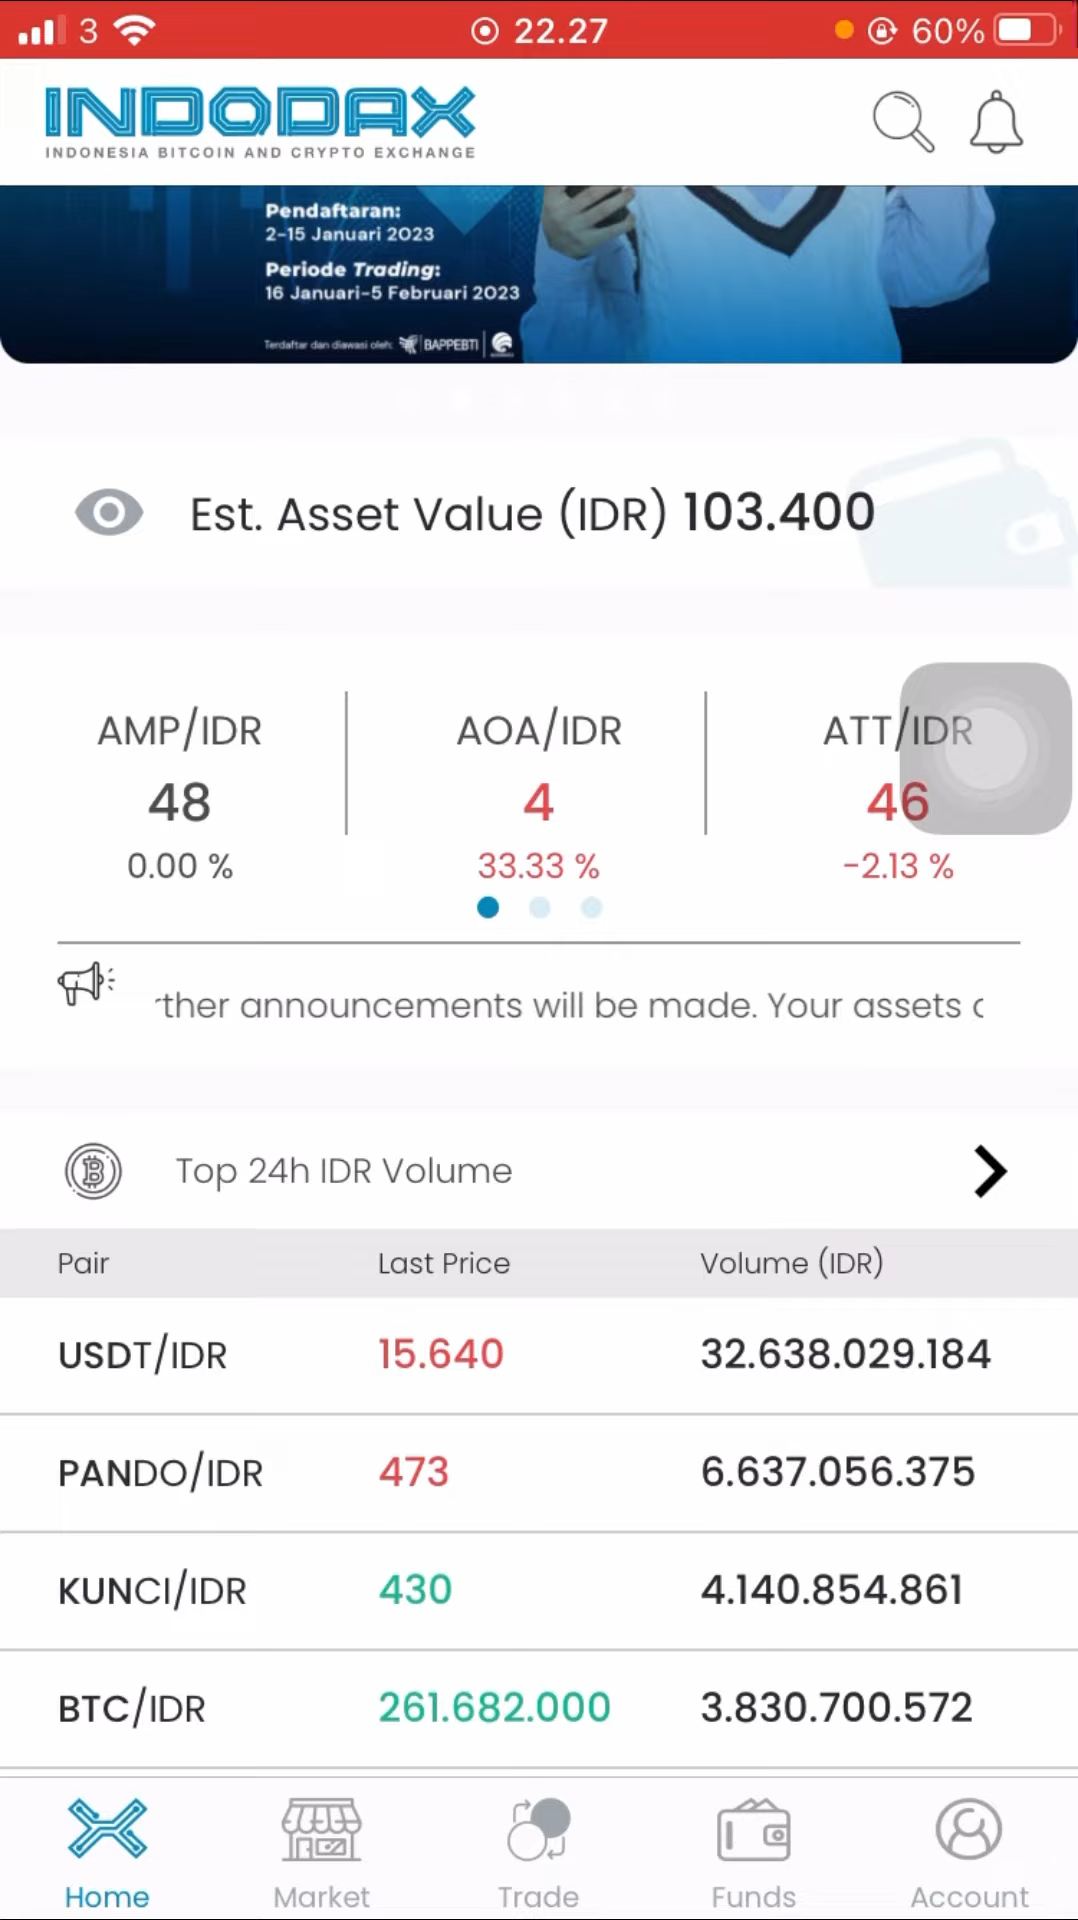 3 22.27 60%
INDODAX
INDONESIA BITCOIN AND CRYPTO EXCHANGE
Pendaftaran:
2-15 Januari 2023
Periode Trading:
16 Januari-5 Februari 2023
Terdaftar dan diawasi oleh: BAPPEBTI
Est. Asset Value (IDR) 103.400
AMP/IDR AOA/IDR ATT/IDR
48 4 46
0.00 % 33.33 % -2.13 %
ther announcements will be made. Your assets
Top 24h IDR Volume
Pair Last Price Volume (IDR)
USDT/IDR 15.640 32.638.029.184
PANDO/IDR 473 6.637.056.375
KUNCI/IDR 430 4.140.854.861
BTC/IDR 261.682.000 3.830.700.572
Home Market Trade Funds Account